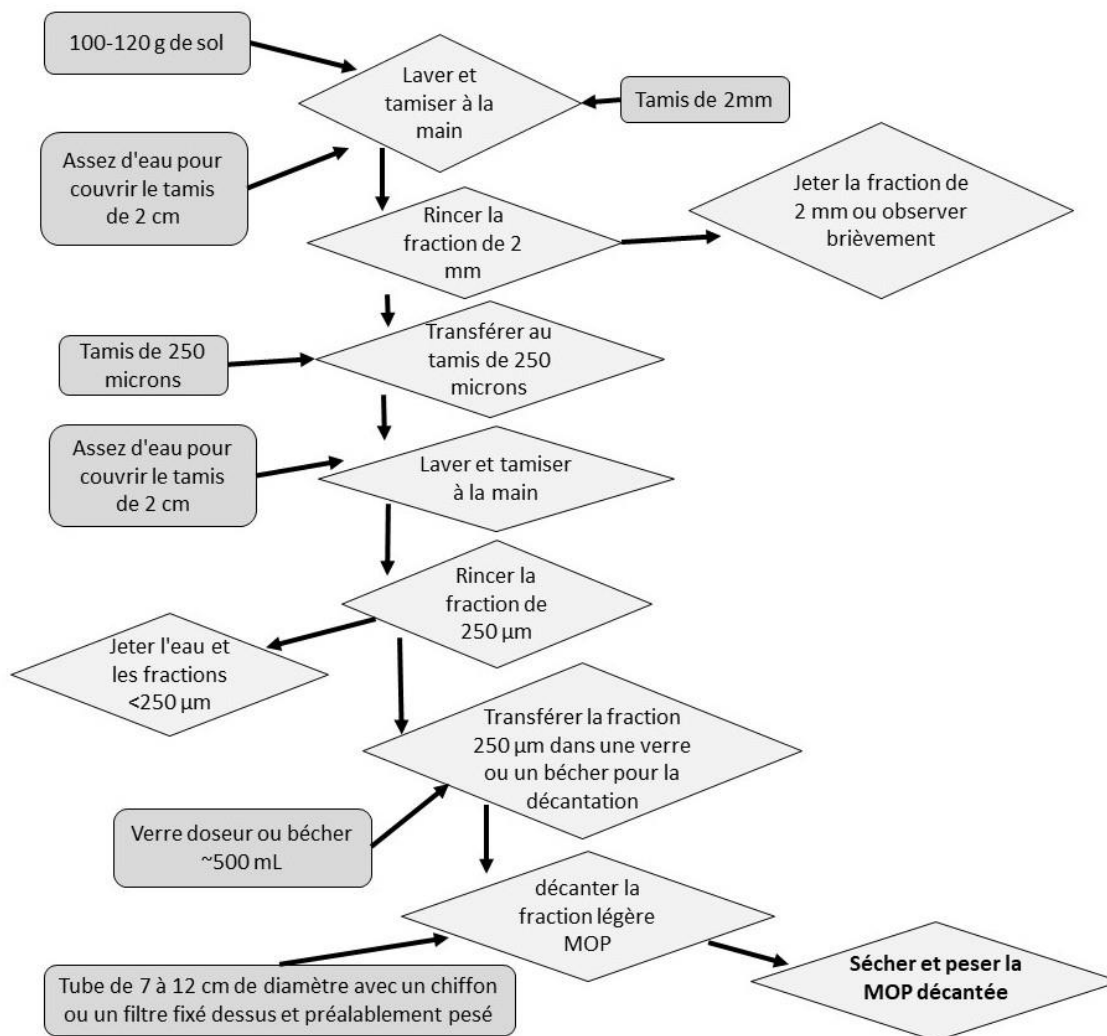 100-120 g de sol
Laver et
tamiser à la
main
Tamis de 2mm
Assez d'eau pour
couvrir le tamis
de 2 cm
Jeter la fraction de
2 mm ou observer
brièvement
Rincer la
fraction de 2
mm
Transférer au
tamis de 250
microns
Tamis de 250
microns
Assez d'eau pour
couvrir le tamis
de 2 cm
Laver et tamiser
à la main
Rincer la
fraction de
250 µm
Jeter l'eau et
les fractions
<250 µm
Transférer la fraction
250 µm dans une verre
ou un bécher pour la
décantation
Verre doseur ou bécher
~500 mL
décanter la
fraction légère
MOP
Tube de 7 à 12 cm de diamètre avec un chiffon
ou un filtre fixé dessus et préalablement pesé
Sécher et peser la
MOP décantée